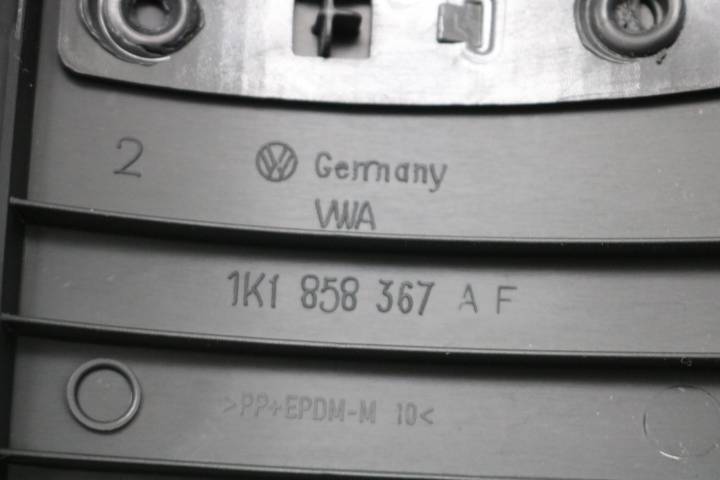 2 Germany
VWA
1K1 858 367 A F
>PP+EPDM-M 10<